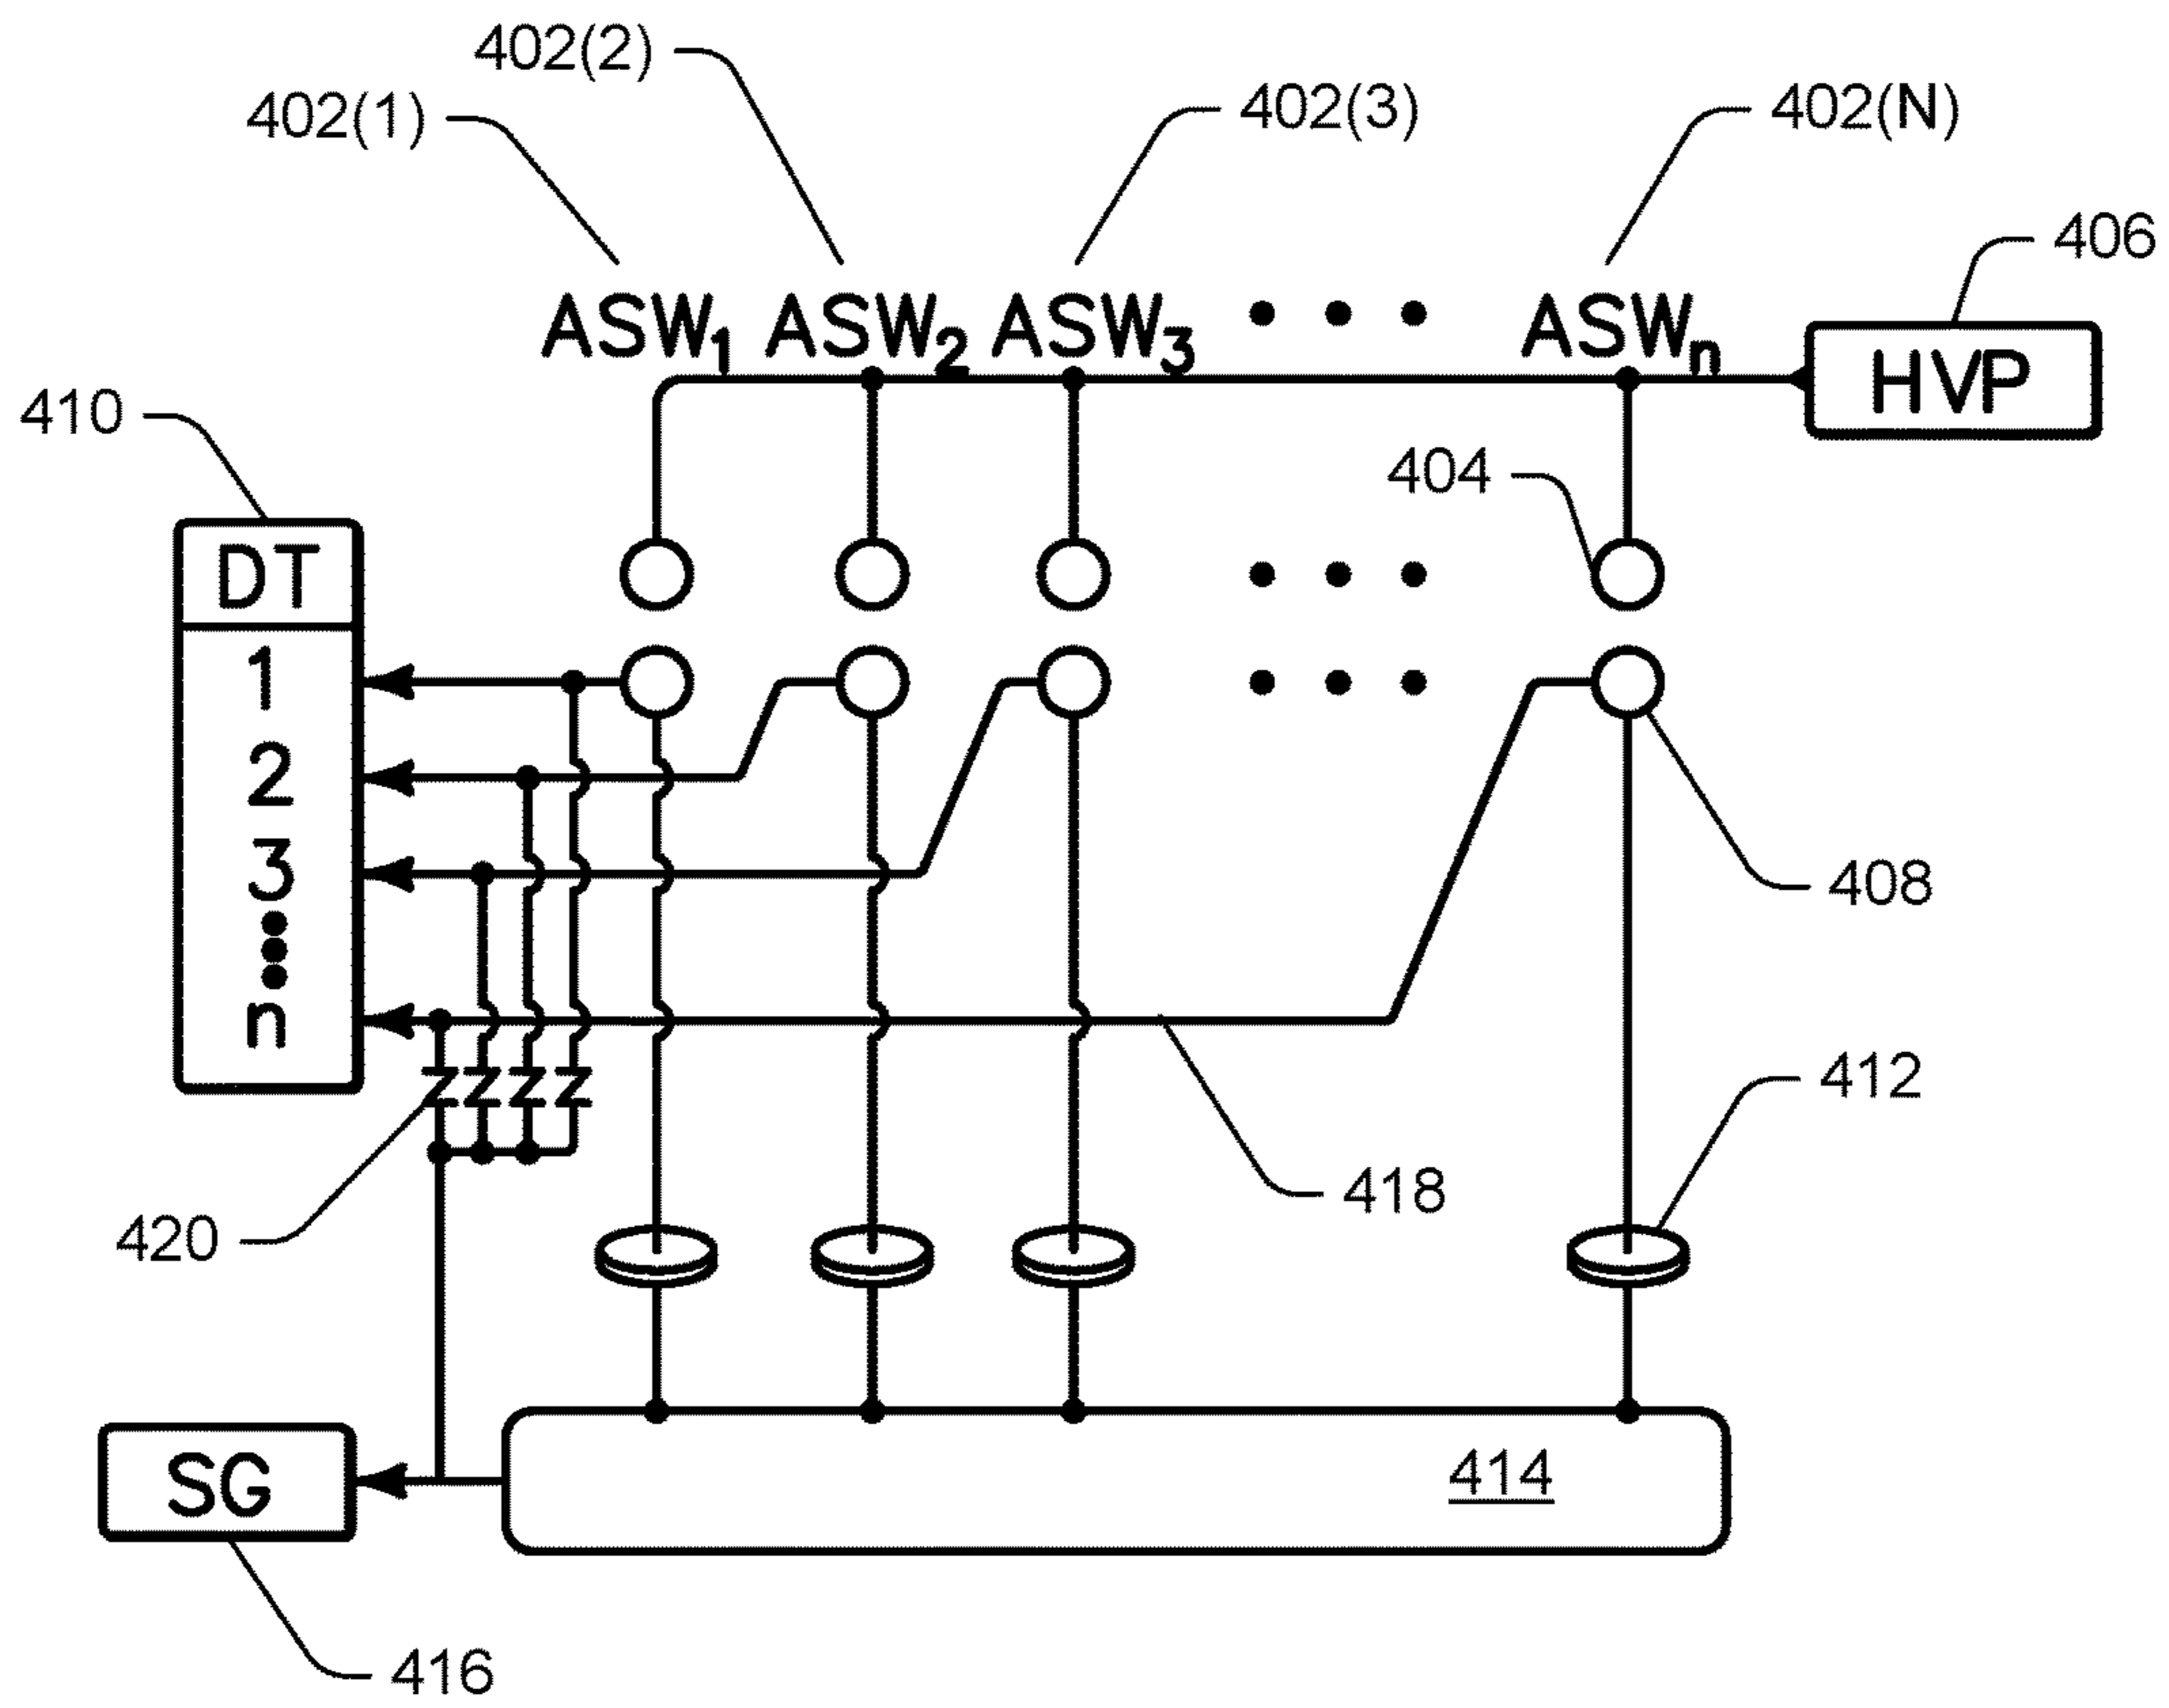 402(2)
402(1)
402(3)
402(N)
406
ASW1 ASW2 ASW3 ••• ASWn
HVP
410
404
DT
1
2
3
n
408
Z Z Z Z
412
418
420
414
SG
416